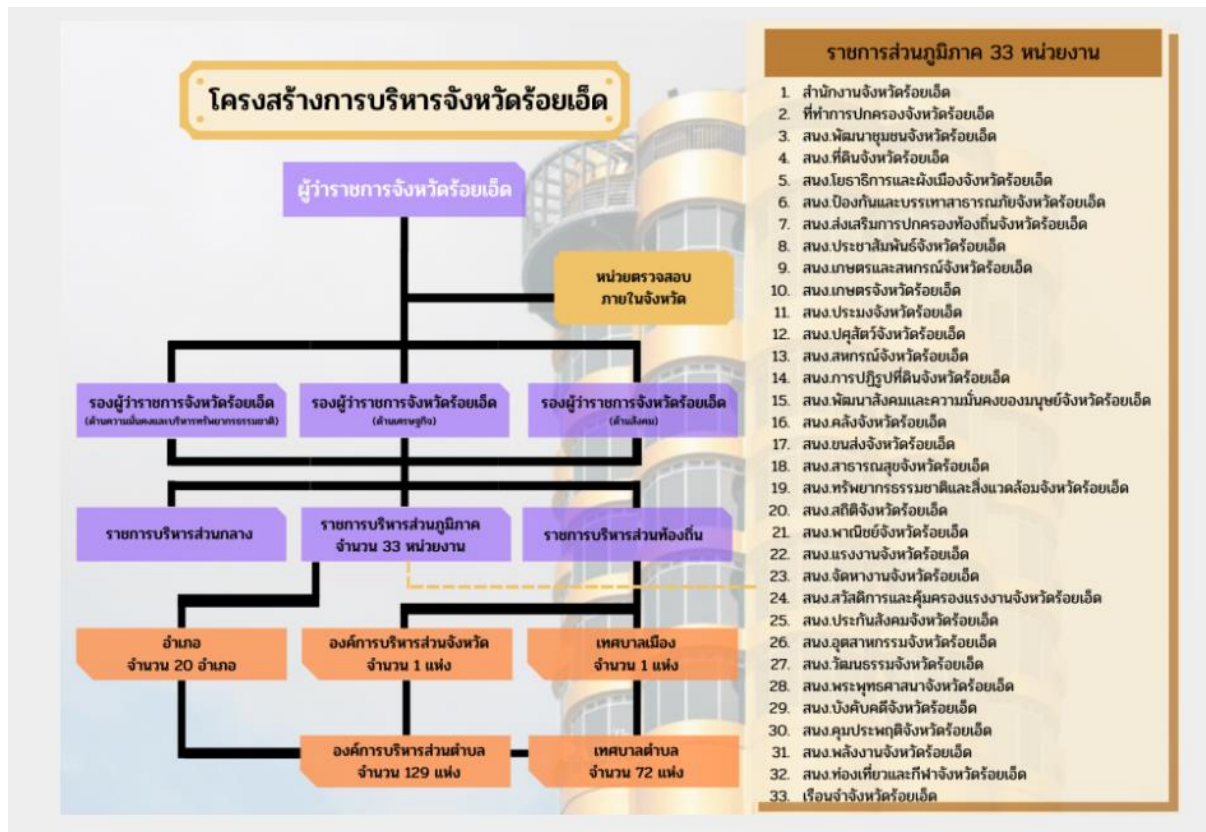 โครงสร้างการบริหารจังหวัดร้อยเอ็ด
ผู้ว่าราชการจังหวัดร้อยเอ็ด
หน่วยตรวจสอบ
ภายในจังหวัด
รองผู้ว่าราชการจังหวัดร้อยเอ็ด
(ด้านความมั่นคงและบริหารทรัพยากรธรรมชาติ)
รองผู้ว่าราชการจังหวัดร้อยเอ็ด
(ด้านเศรษฐกิจ)
รองผู้ว่าราชการจังหวัดร้อยเอ็ด
(ด้านสังคม)
ราชการบริหารส่วนกลาง
ราชการบริหารส่วนภูมิภาค
จำนวน 33 หน่วยงาน
ราชการบริหารส่วนท้องถิ่น
อำเภอ
จำนวน 20 อำเภอ
องค์การบริหารส่วนจังหวัด
จำนวน 1 แห่ง
เทศบาลเมือง
จำนวน 1 แห่ง
องค์การบริหารส่วนตำบล
จำนวน 129 แห่ง
เทศบาลตำบล
จำนวน 72 แห่ง
ราชการส่วนภูมิภาค 33 หน่วยงาน
1. สำนักงานจังหวัดร้อยเอ็ด
2. ที่ทำการปกครองจังหวัดร้อยเอ็ด
3. สนง.พัฒนาชุมชนจังหวัดร้อยเอ็ด
4. สนง.ที่ดินจังหวัดร้อยเอ็ด
5. สนง.โยธาธิการและผังเมืองจังหวัดร้อยเอ็ด
6. สนง.ป้องกันและบรรเทาสาธารณภัยจังหวัดร้อยเอ็ด
7. สนง.ส่งเสริมการปกครองท้องถิ่นจังหวัดร้อยเอ็ด
8. สนง.ประชาสัมพันธ์จังหวัดร้อยเอ็ด
9. สนง.เกษตรและสหกรณ์จังหวัดร้อยเอ็ด
10. สนง.เกษตรจังหวัดร้อยเอ็ด
11. สนง.ประมงจังหวัดร้อยเอ็ด
12. สนง.ปศุสัตว์จังหวัดร้อยเอ็ด
13. สนง.สหกรณ์จังหวัดร้อยเอ็ด
14. สนง.การปฏิรูปที่ดินจังหวัดร้อยเอ็ด
15. สนง.พัฒนาสังคมและความมั่นคงของมนุษย์จังหวัดร้อยเอ็ด
16. สนง.คลังจังหวัดร้อยเอ็ด
17. สนง.ขนส่งจังหวัดร้อยเอ็ด
18. สนง.สาธารณสุขจังหวัดร้อยเอ็ด
19. สนง.ทรัพยากรธรรมชาติและสิ่งแวดล้อมจังหวัดร้อยเอ็ด
20. สนง.สถิติจังหวัดร้อยเอ็ด
21. สนง.พาณิชย์จังหวัดร้อยเอ็ด
22. สนง.แรงงานจังหวัดร้อยเอ็ด
23. สนง.จัดหางานจังหวัดร้อยเอ็ด
24. สนง.สวัสดิการและคุ้มครองแรงงานจังหวัดร้อยเอ็ด
25. สนง.ประกันสังคมจังหวัดร้อยเอ็ด
26. สนง.อุตสาหกรรมจังหวัดร้อยเอ็ด
27. สนง.วัฒนธรรมจังหวัดร้อยเอ็ด
28. สนง.พระพุทธศาสนาจังหวัดร้อยเอ็ด
29. สนง.บังคับคดีจังหวัดร้อยเอ็ด
30. สนง.คุมประพฤติจังหวัดร้อยเอ็ด
31. สนง.พลังงานจังหวัดร้อยเอ็ด
32. สนง.ท่องเที่ยวและกีฬาจังหวัดร้อยเอ็ด
33. เรือนจำจังหวัดร้อยเอ็ด